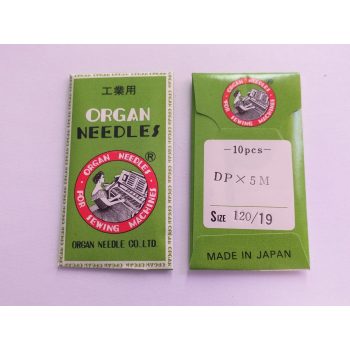 工業用
ORGAN
NEEDLES
ORGAN NEEDLES
FOR SEWING MACHINES
®
ORGAN NEEDLE CO.,LTD.
ORGAN NEEDLES
FOR SEWING MACHINES
®
-10pcs-
DP×5M
SIZE 120/19
MADE IN JAPAN